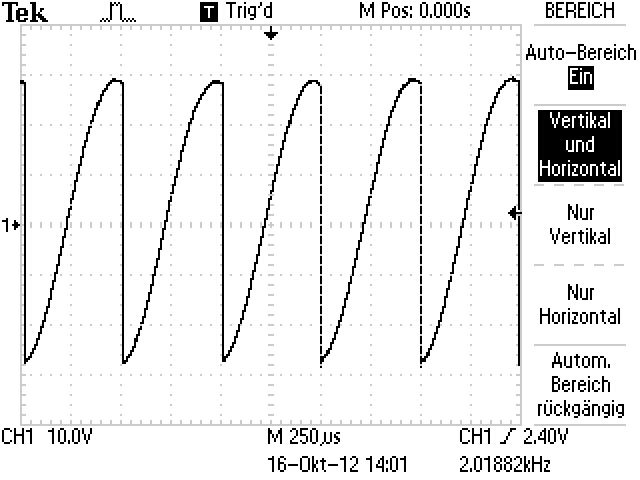 Tek
T Trig'd
M Pos: 0.000s
BEREICH
Auto-Bereich
Ein
Vertikal
und
Horizontal
Nur
Vertikal
Nur
Horizontal
Autom.
Bereich
rückgängig
1
CH1 10.0V
M 250µs
CH1 2.40V
16-Okt-12 14:01
2.01882kHz